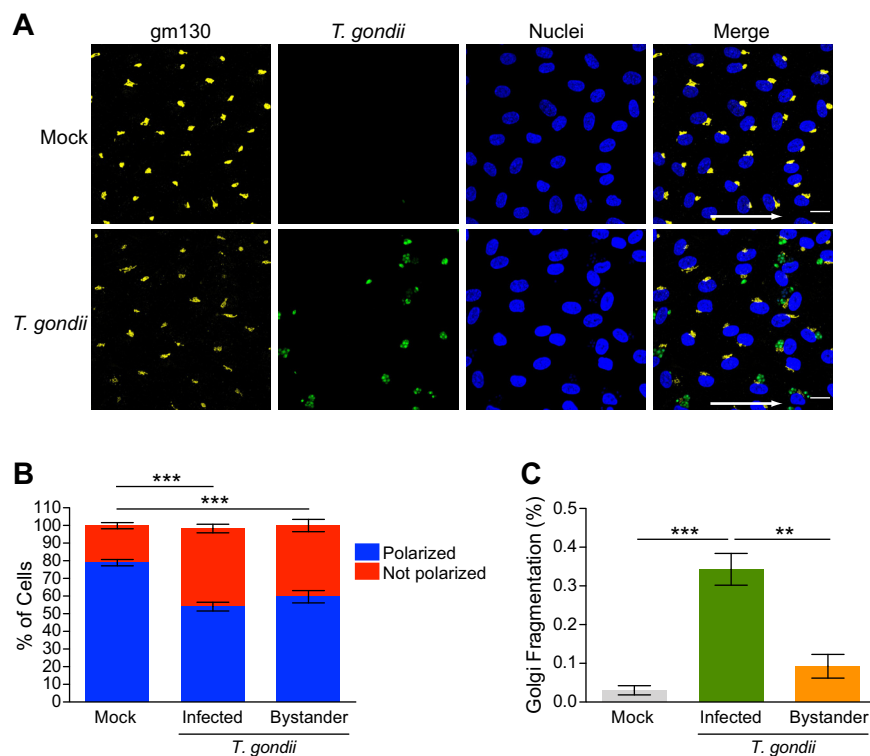 A
gm130 T. gondii Nuclei Merge
Mock
T. gondii
B
*** 
***
110
100
90
80
70
60
50
40
30
20
10
0
% of Cells
Polarized
Not polarized
Mock Infected Bystander
T. gondii
C
0.5
0.4
0.3
0.2
0.1
0.0
Golgi Fragmentation (%)
*** **
Mock Infected Bystander
T. gondii